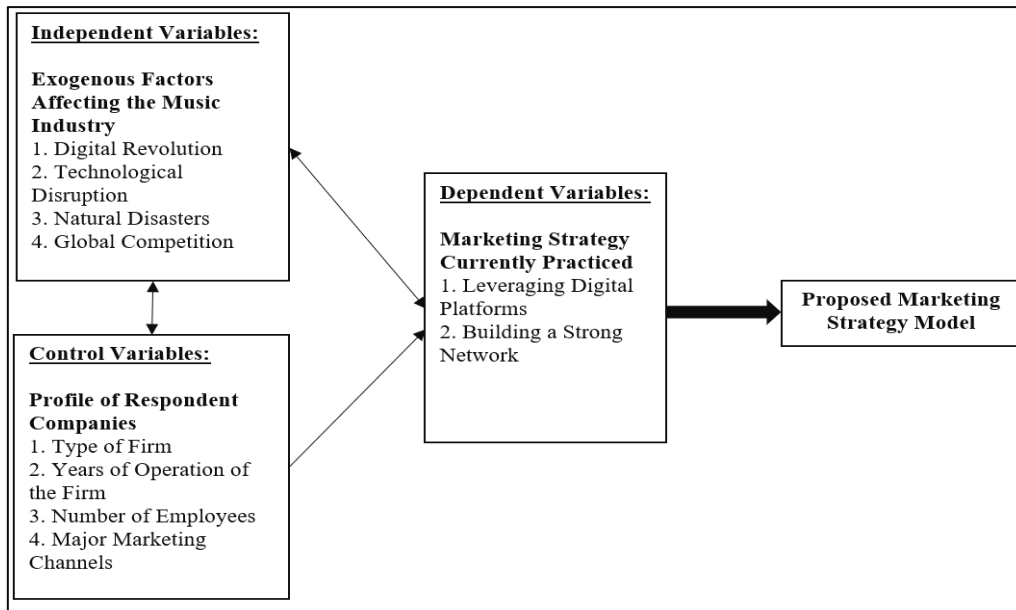 Independent Variables:
Exogenous Factors
Affecting the Music
Industry
1. Digital Revolution
2. Technological
Disruption
3. Natural Disasters
4. Global Competition
Control Variables:
Profile of Respondent
Companies
1. Type of Firm
2. Years of Operation of
the Firm
3. Number of Employees
4. Major Marketing
Channels
Dependent Variables:
Marketing Strategy
Currently Practiced
1. Leveraging Digital
Platforms
2. Building a Strong
Network
Proposed Marketing
Strategy Model